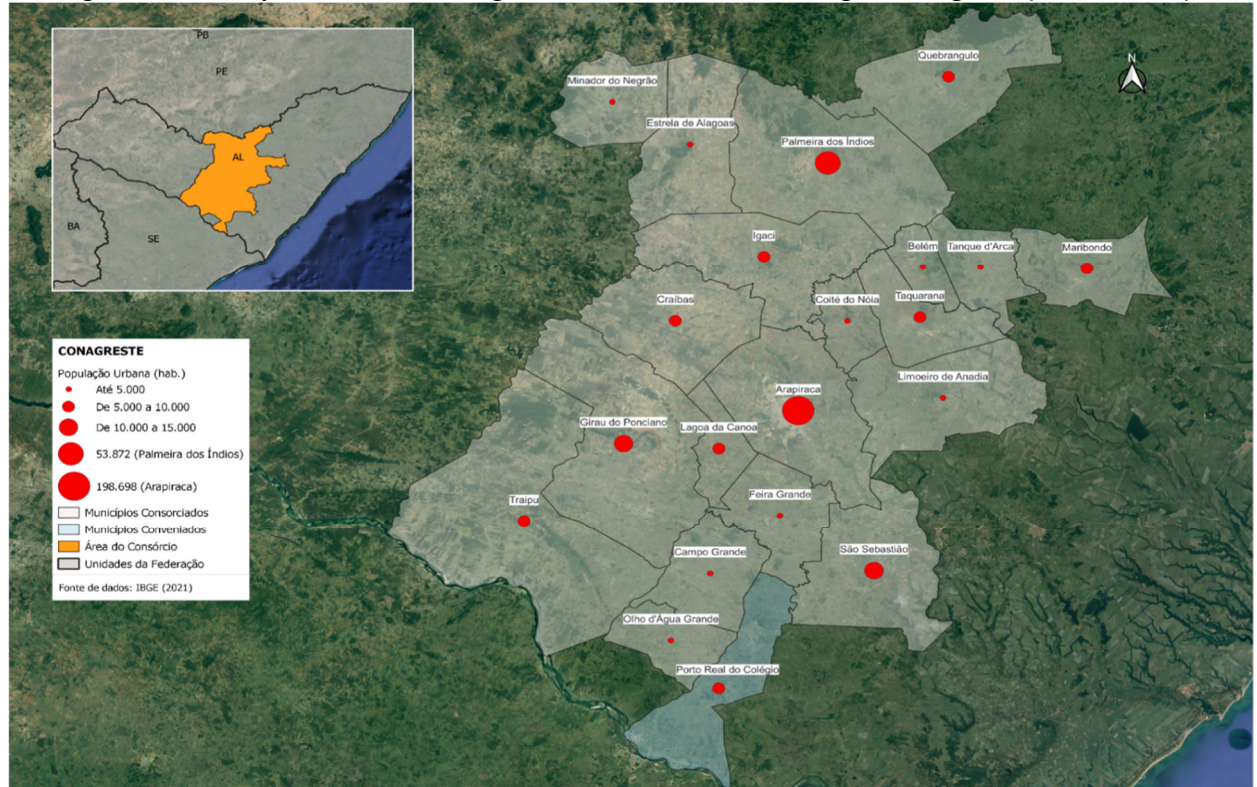 PB
PE
AL
BA
SE
N
Quebrangulo
Minador do Negrão
Estrela de Alagoas
Palmeira dos Índios
Igaci
Belém
Tanque d'Arca
Maribondo
Craíbas
Coité do Nóia
Taquarana
Limoeiro de Anadia
Arapiraca
Girau do Ponciano
Lagoa da Canoa
Traipu
Feira Grande
Campo Grande
São Sebastião
Olho d'Água Grande
Porto Real do Colégio
CONAGRESTE
População Urbana (hab.)
Até 5.000
De 5.000 a 10.000
De 10.000 a 15.000
53.872 (Palmeira dos Índios)
198.698 (Arapiraca)
Municípios Consorciados
Municípios Conveniados
Área do Consórcio
Unidades da Federação
Fonte de dados: IBGE (2021)